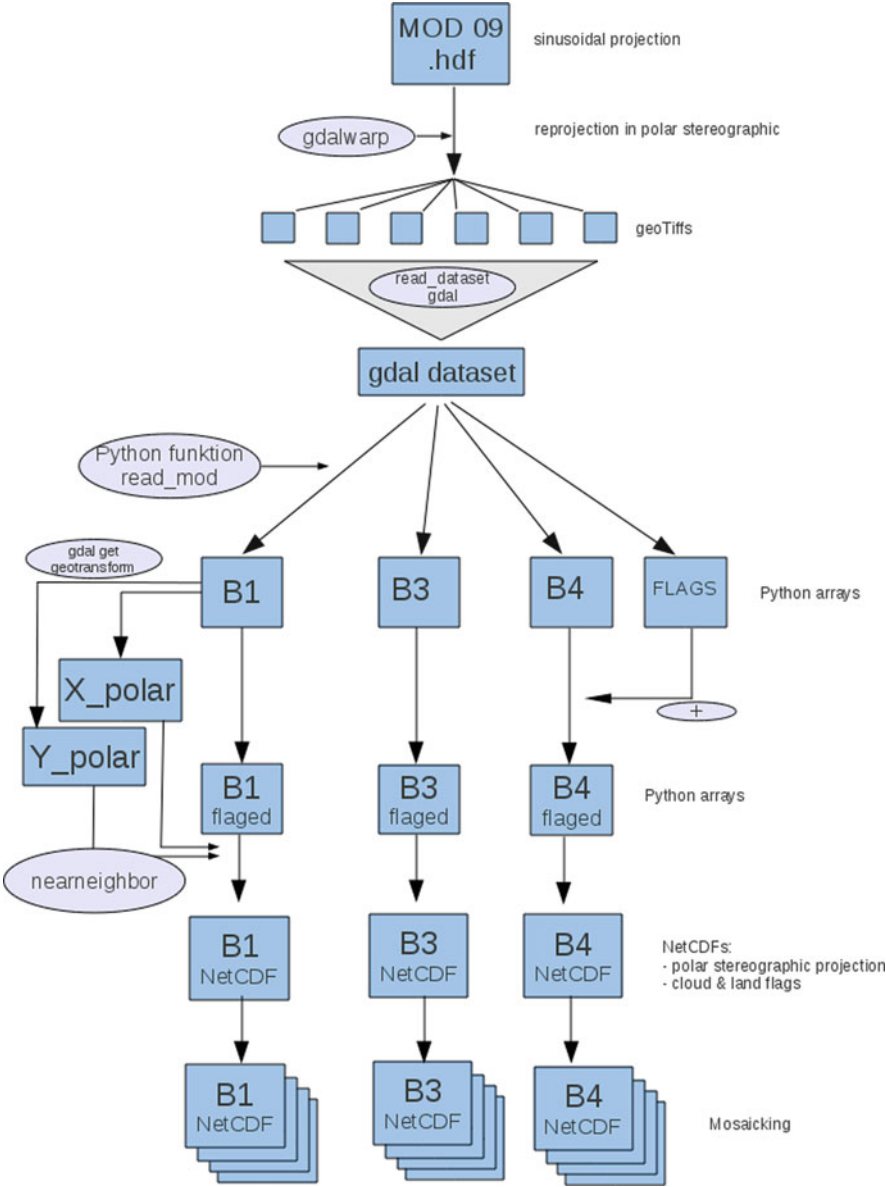 MOD 09
.hdf
sinusoidal projection
gdalwarp
reprojection in polar stereographic
geoTiffs
read_dataset
gdal
gdal dataset
Python funktion
read_mod
gdal get
geotransform
B1
B3
B4
FLAGS
Python arrays
X_polar
+
Y_polar
B1
flaged
B3
flaged
B4
flaged
Python arrays
nearneighbor
B1
NetCDF
B3
NetCDF
B4
NetCDF
NetCDFs:
- polar stereographic projection
- cloud & land flags
B1
NetCDF
B3
NetCDF
B4
NetCDF
Mosaicking